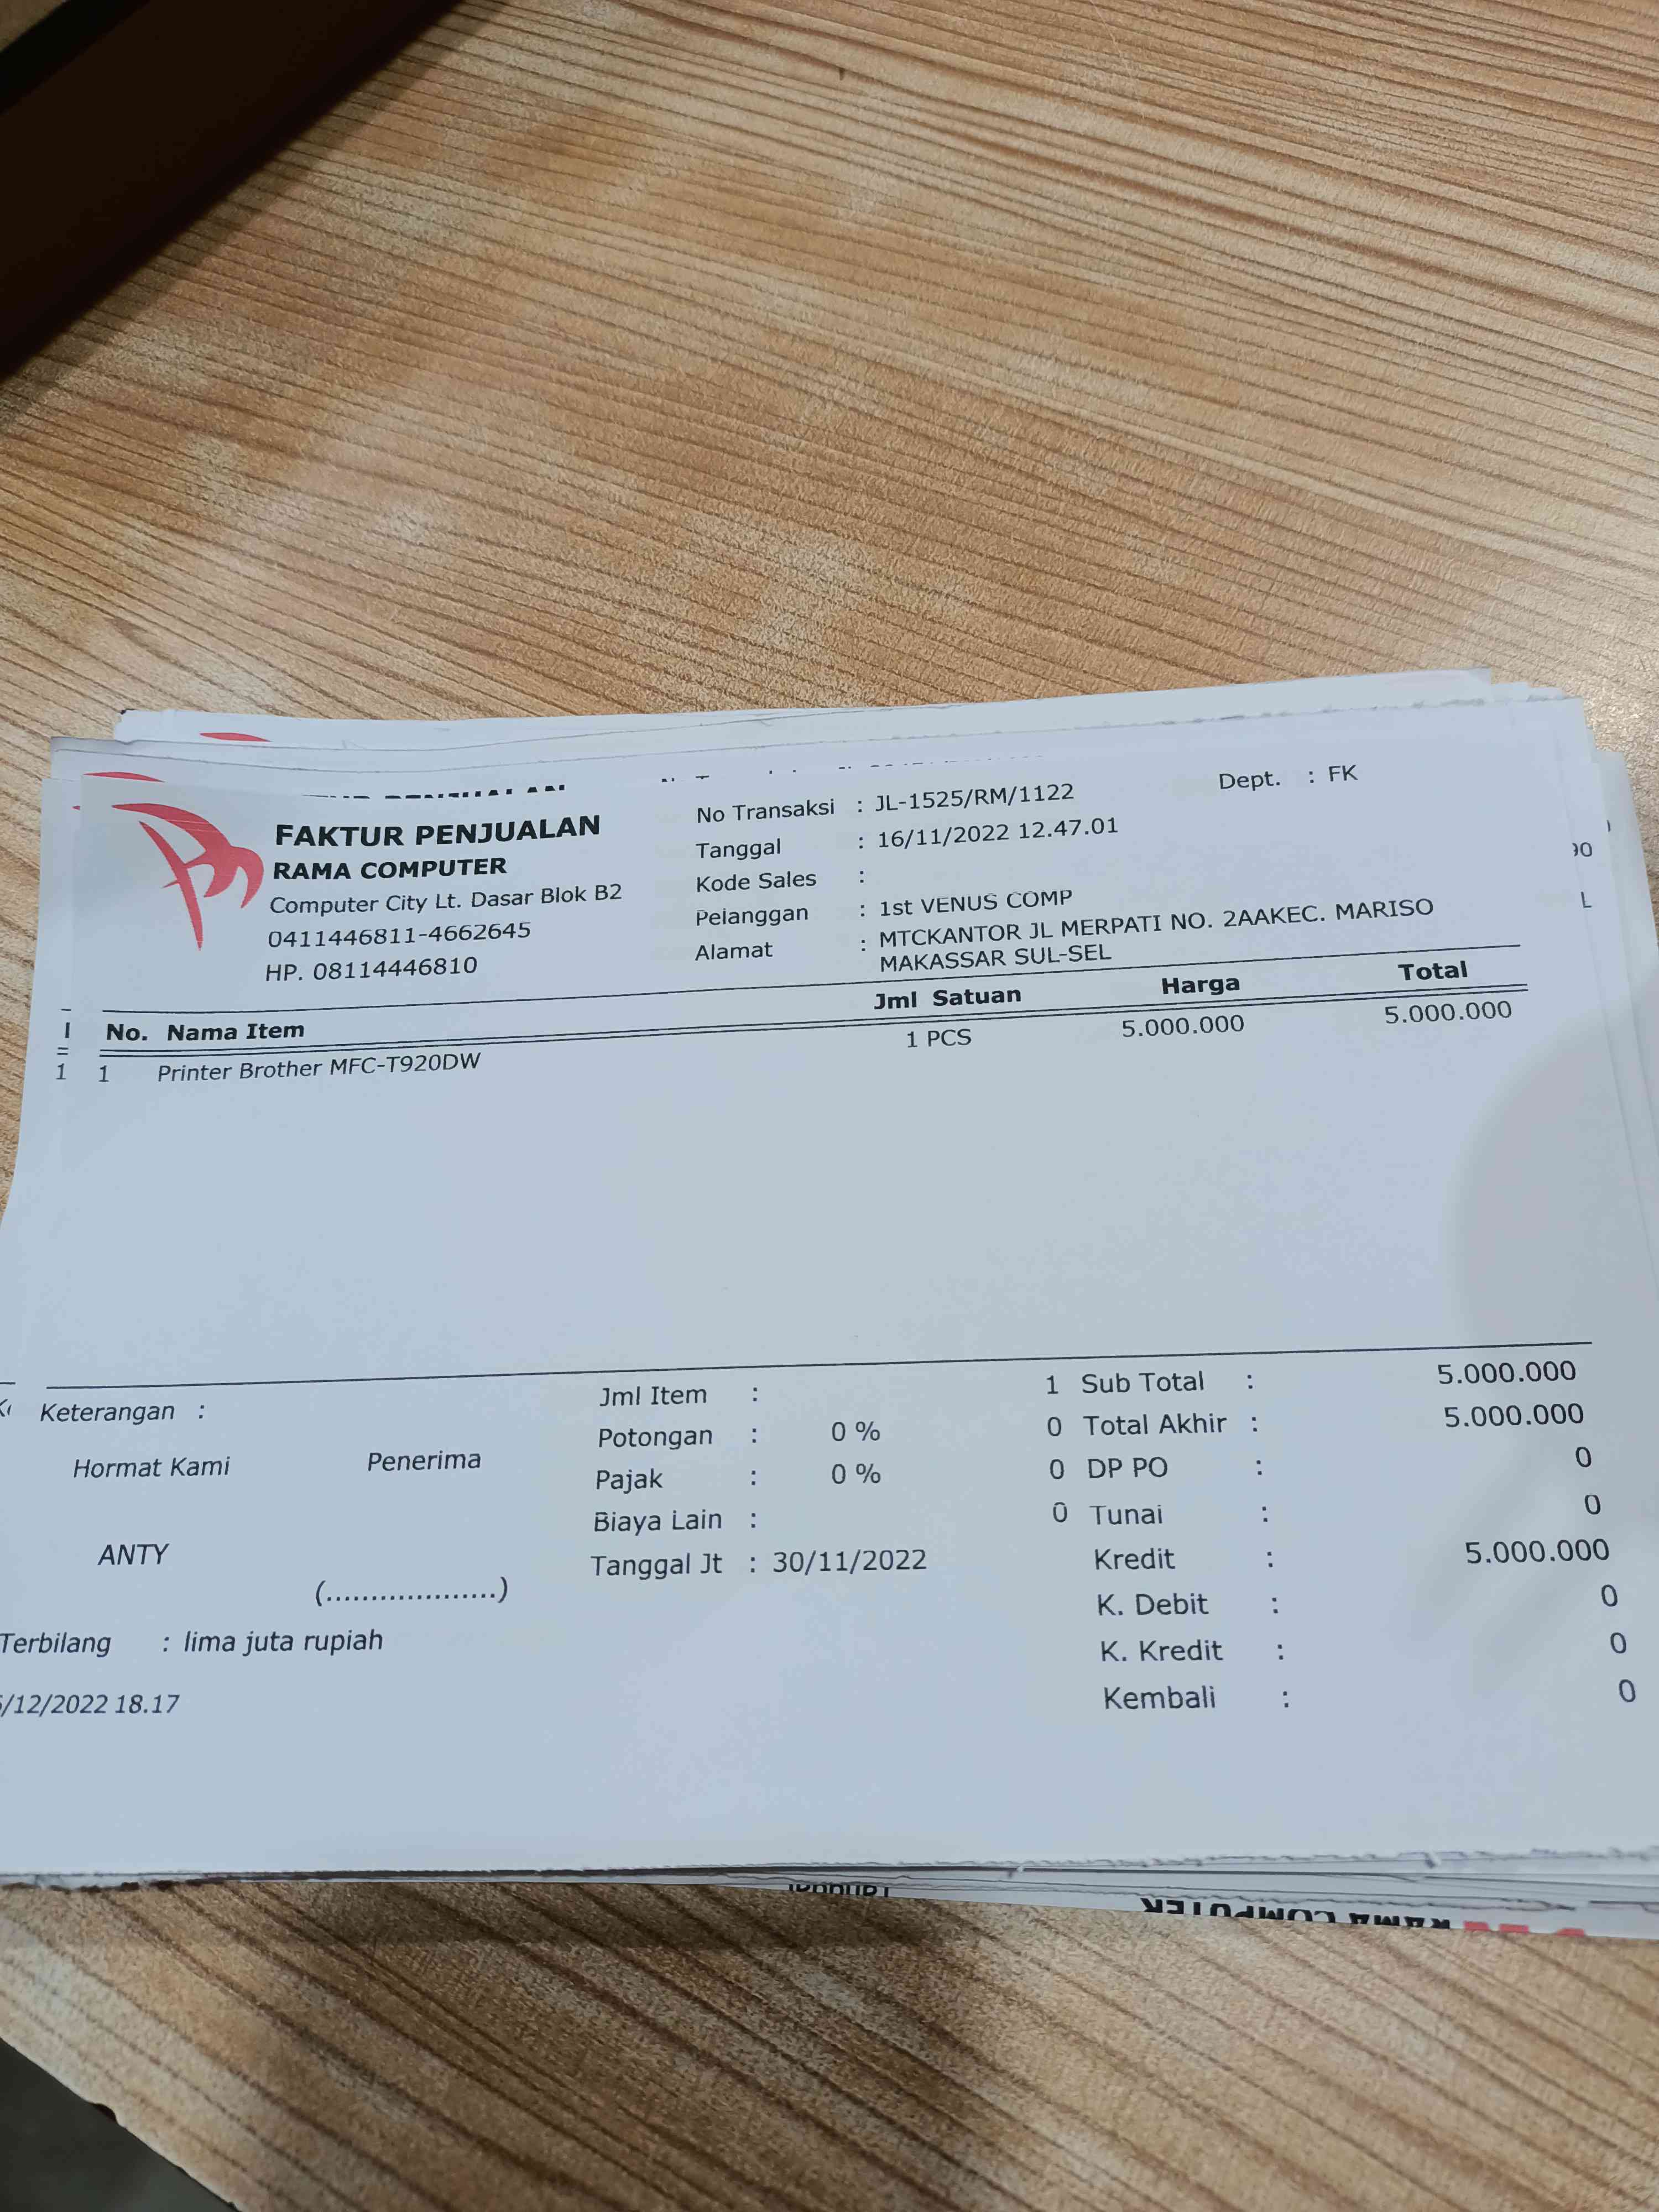 FAKTUR PENJUALAN
RAMA COMPUTER
Computer City Lt. Dasar Blok B2
0411446811-4662645
HP. 08114446810
No Transaksi : JL-1525/RM/1122
Dept. : FK
Tanggal : 16/11/2022 12.47.01
Kode Sales :
Pelanggan : 1st VENUS COMP
Alamat : MTCKANTOR JL MERPATI NO. 2AAKEC. MARISO
MAKASSAR SUL-SEL
No. Nama Item Jml Satuan Harga Total
1 Printer Brother MFC-T920DW 1 PCS 5.000.000 5.000.000
Keterangan :
Hormat Kami Penerima
ANTY
(...................)
Terbilang : lima juta rupiah
/12/2022 18.17
Jml Item : 1
Potongan : 0 % 0
Pajak : 0 % 0
Biaya Lain : 0
Tanggal Jt : 30/11/2022
Sub Total : 5.000.000
Total Akhir : 5.000.000
DP PO : 0
Tunai : 0
Kredit : 5.000.000
K. Debit : 0
K. Kredit : 0
Kembali : 0
RAMA COMPUTER